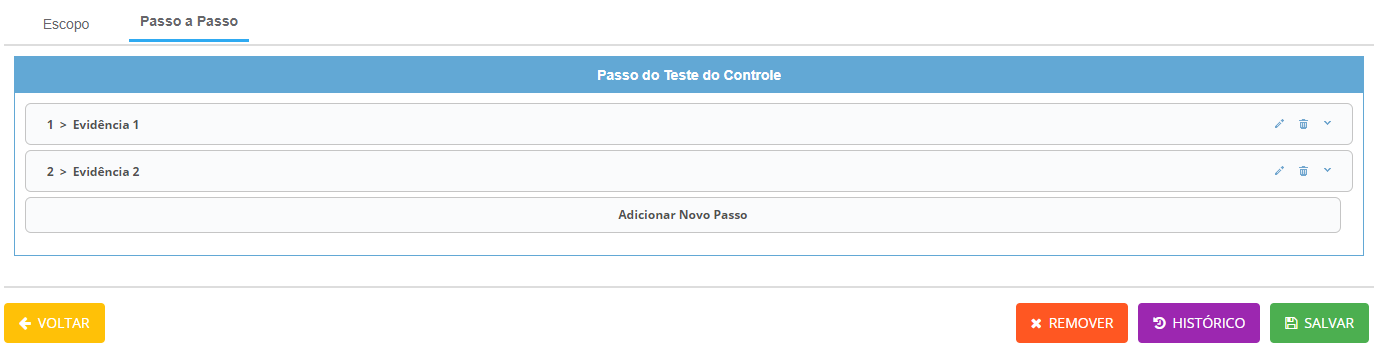 Escopo
Passo a Passo
Passo do Teste do Controle
1 > Evidência 1
2 > Evidência 2
Adicionar Novo Passo
VOLTAR
REMOVER
HISTÓRICO
SALVAR